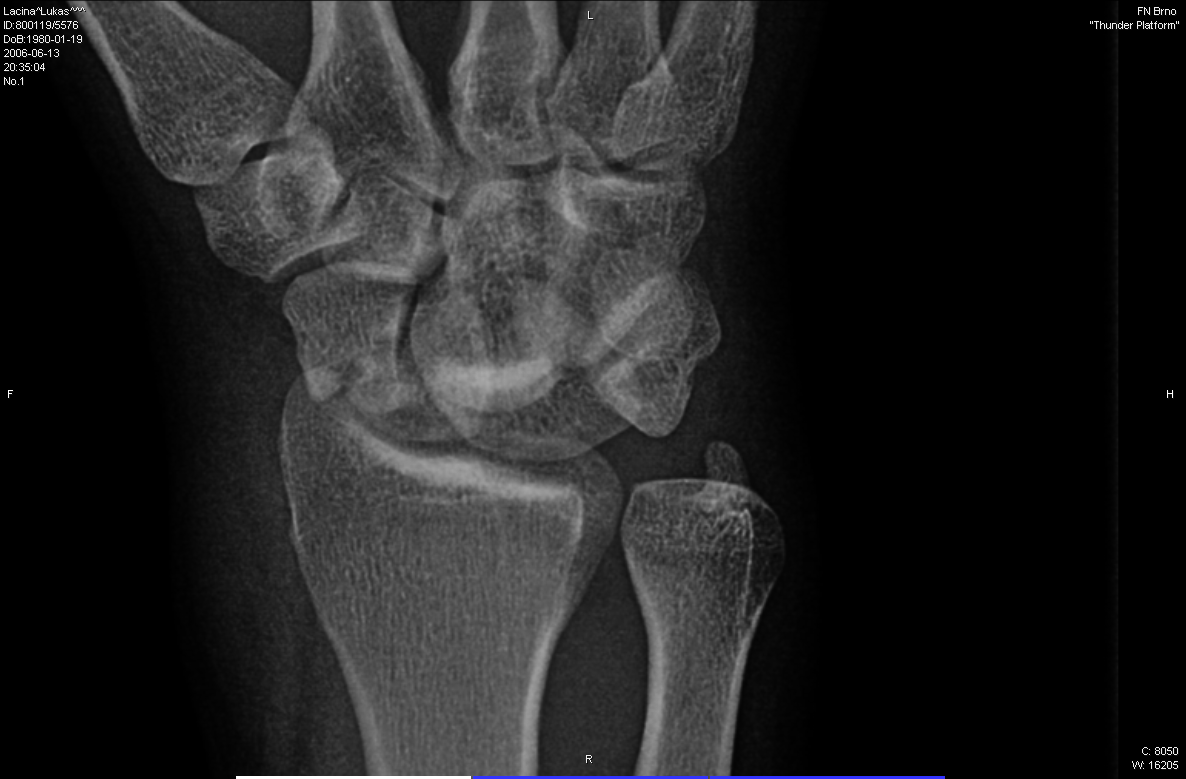 Lacina^Lukas^^^
ID:800119/5576
DoB:1980-01-19
2006-06-13
20:35:04
No.1
L
FN Brno
"Thunder Platform"
F
H
R
C: 8050
W: 16205